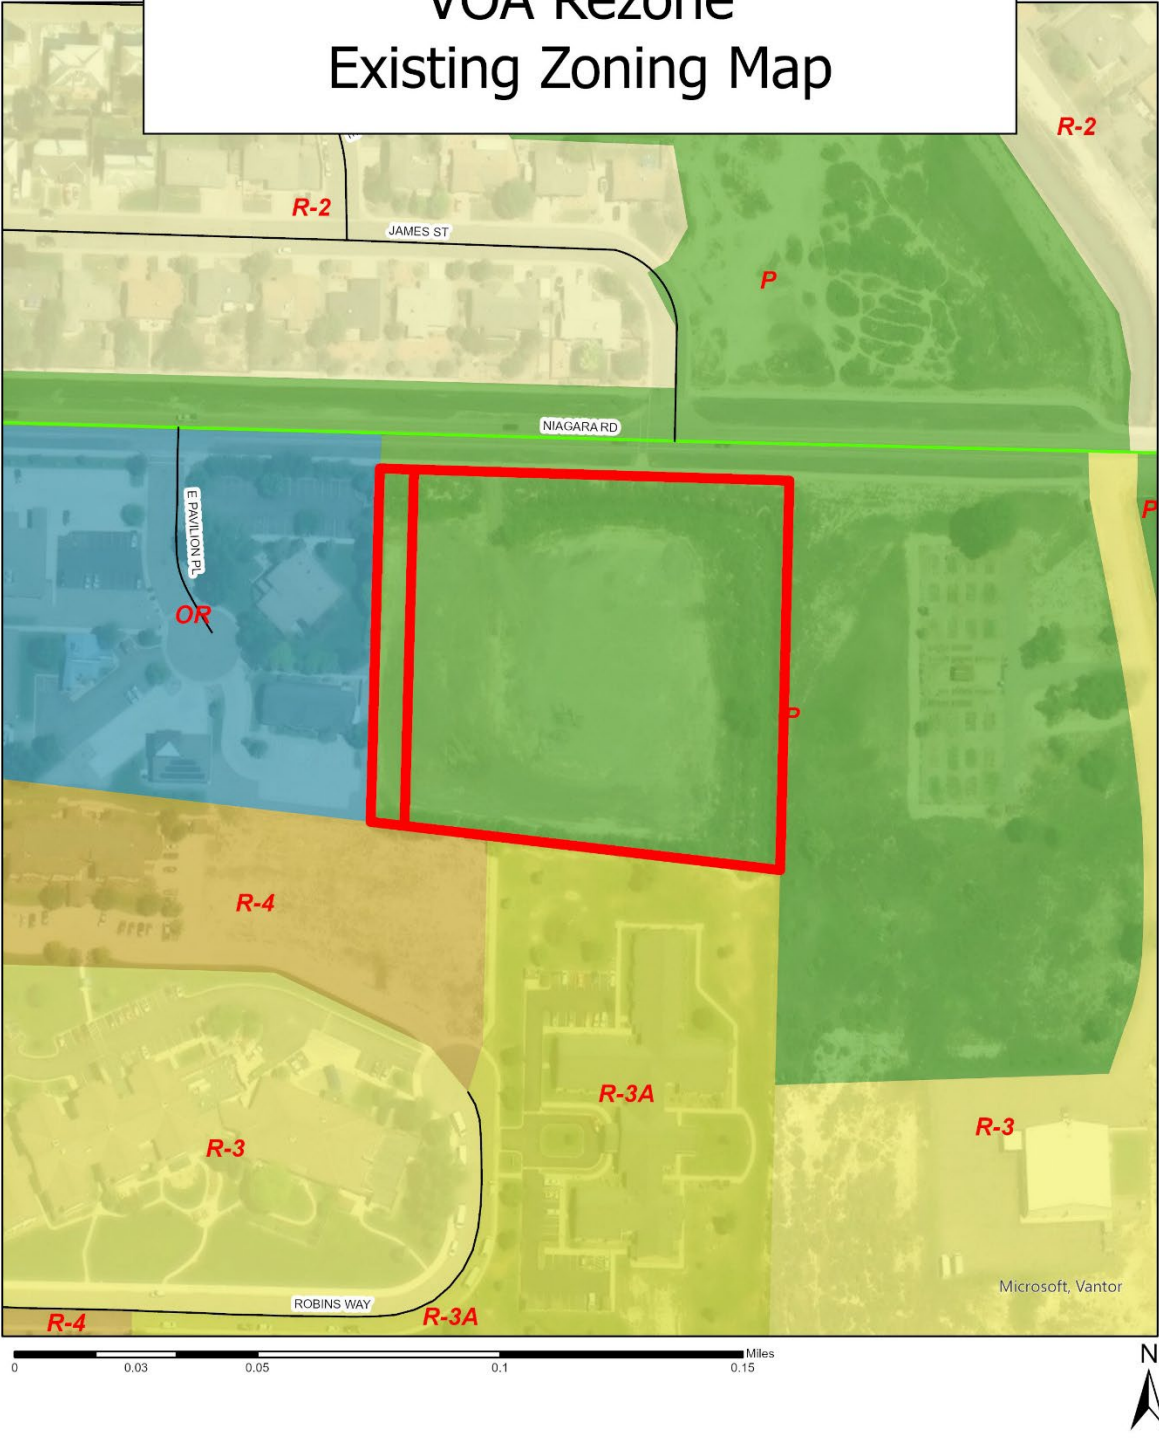 VOA Rezone
Existing Zoning Map
R-2
R-2
JAMES ST
P
NIAGARA RD
E PAVILION PL
P
OR
P
R-4
R-3A
R-3
R-3
Microsoft, Vantor
ROBINS WAY
R-3A
R-4
Miles
0
0.03
0.05
0.1
0.15
N